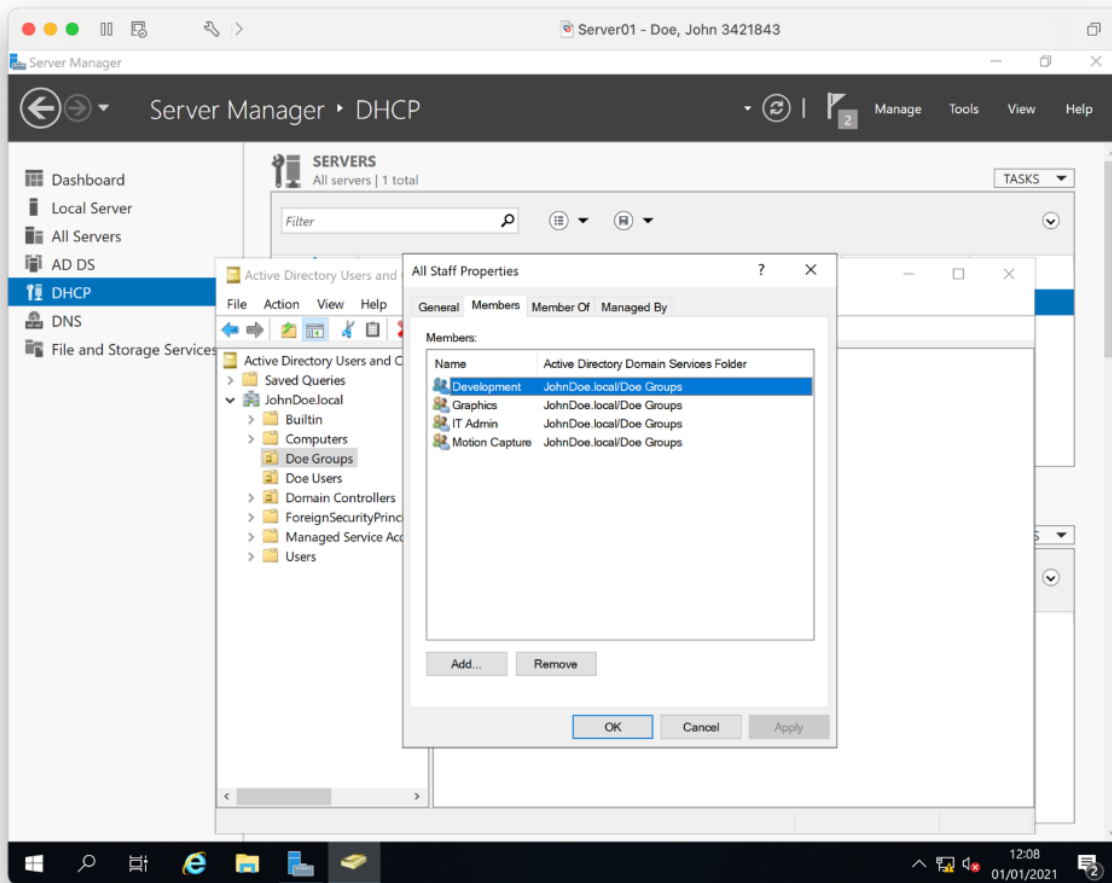 Server01 - Doe, John 3421843
Server Manager
Server Manager ‣ DHCP
2
Manage Tools View Help
Dashboard
Local Server
All Servers
AD DS
DHCP
DNS
File and Storage Services
SERVERS
All servers | 1 total
TASKS
Filter
Active Directory Users and
File Action View Help
Active Directory Users and C
Saved Queries
JohnDoe.local
Builtin
Computers
Doe Groups
Doe Users
Domain Controllers
ForeignSecurityPrinc
Managed Service Acc
Users
All Staff Properties
?
General Members Member Of Managed By
Members:
Name Active Directory Domain Services Folder
Development JohnDoe.local/Doe Groups
Graphics JohnDoe.local/Doe Groups
IT Admin JohnDoe.local/Doe Groups
Motion Capture JohnDoe.local/Doe Groups
Add... Remove
OK Cancel Apply
S
12:08
01/01/2021
2